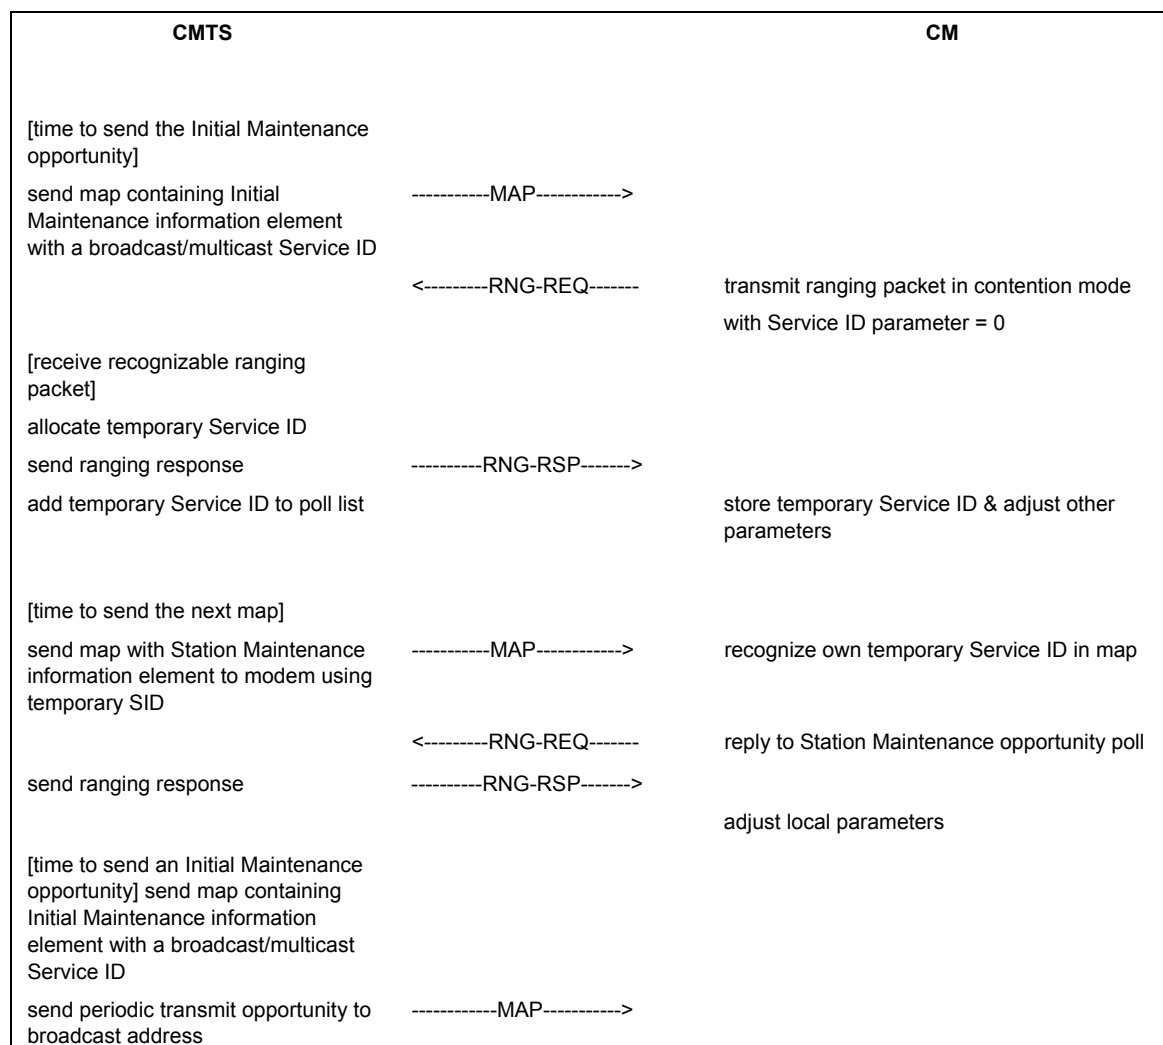 CMTS CM
[time to send the Initial Maintenance
opportunity]
send map containing Initial -----------MAP------------>
Maintenance information element
with a broadcast/multicast Service ID
<---------RNG-REQ------- transmit ranging packet in contention mode
with Service ID parameter = 0
[receive recognizable ranging
packet]
allocate temporary Service ID
send ranging response ----------RNG-RSP------->
add temporary Service ID to poll list store temporary Service ID & adjust other
parameters
[time to send the next map]
send map with Station Maintenance -----------MAP------------> recognize own temporary Service ID in map
information element to modem using
temporary SID
<---------RNG-REQ------- reply to Station Maintenance opportunity poll
send ranging response ----------RNG-RSP------->
adjust local parameters
[time to send an Initial Maintenance
opportunity] send map containing
Initial Maintenance information
element with a broadcast/multicast
Service ID
send periodic transmit opportunity to ------------MAP----------->
broadcast address